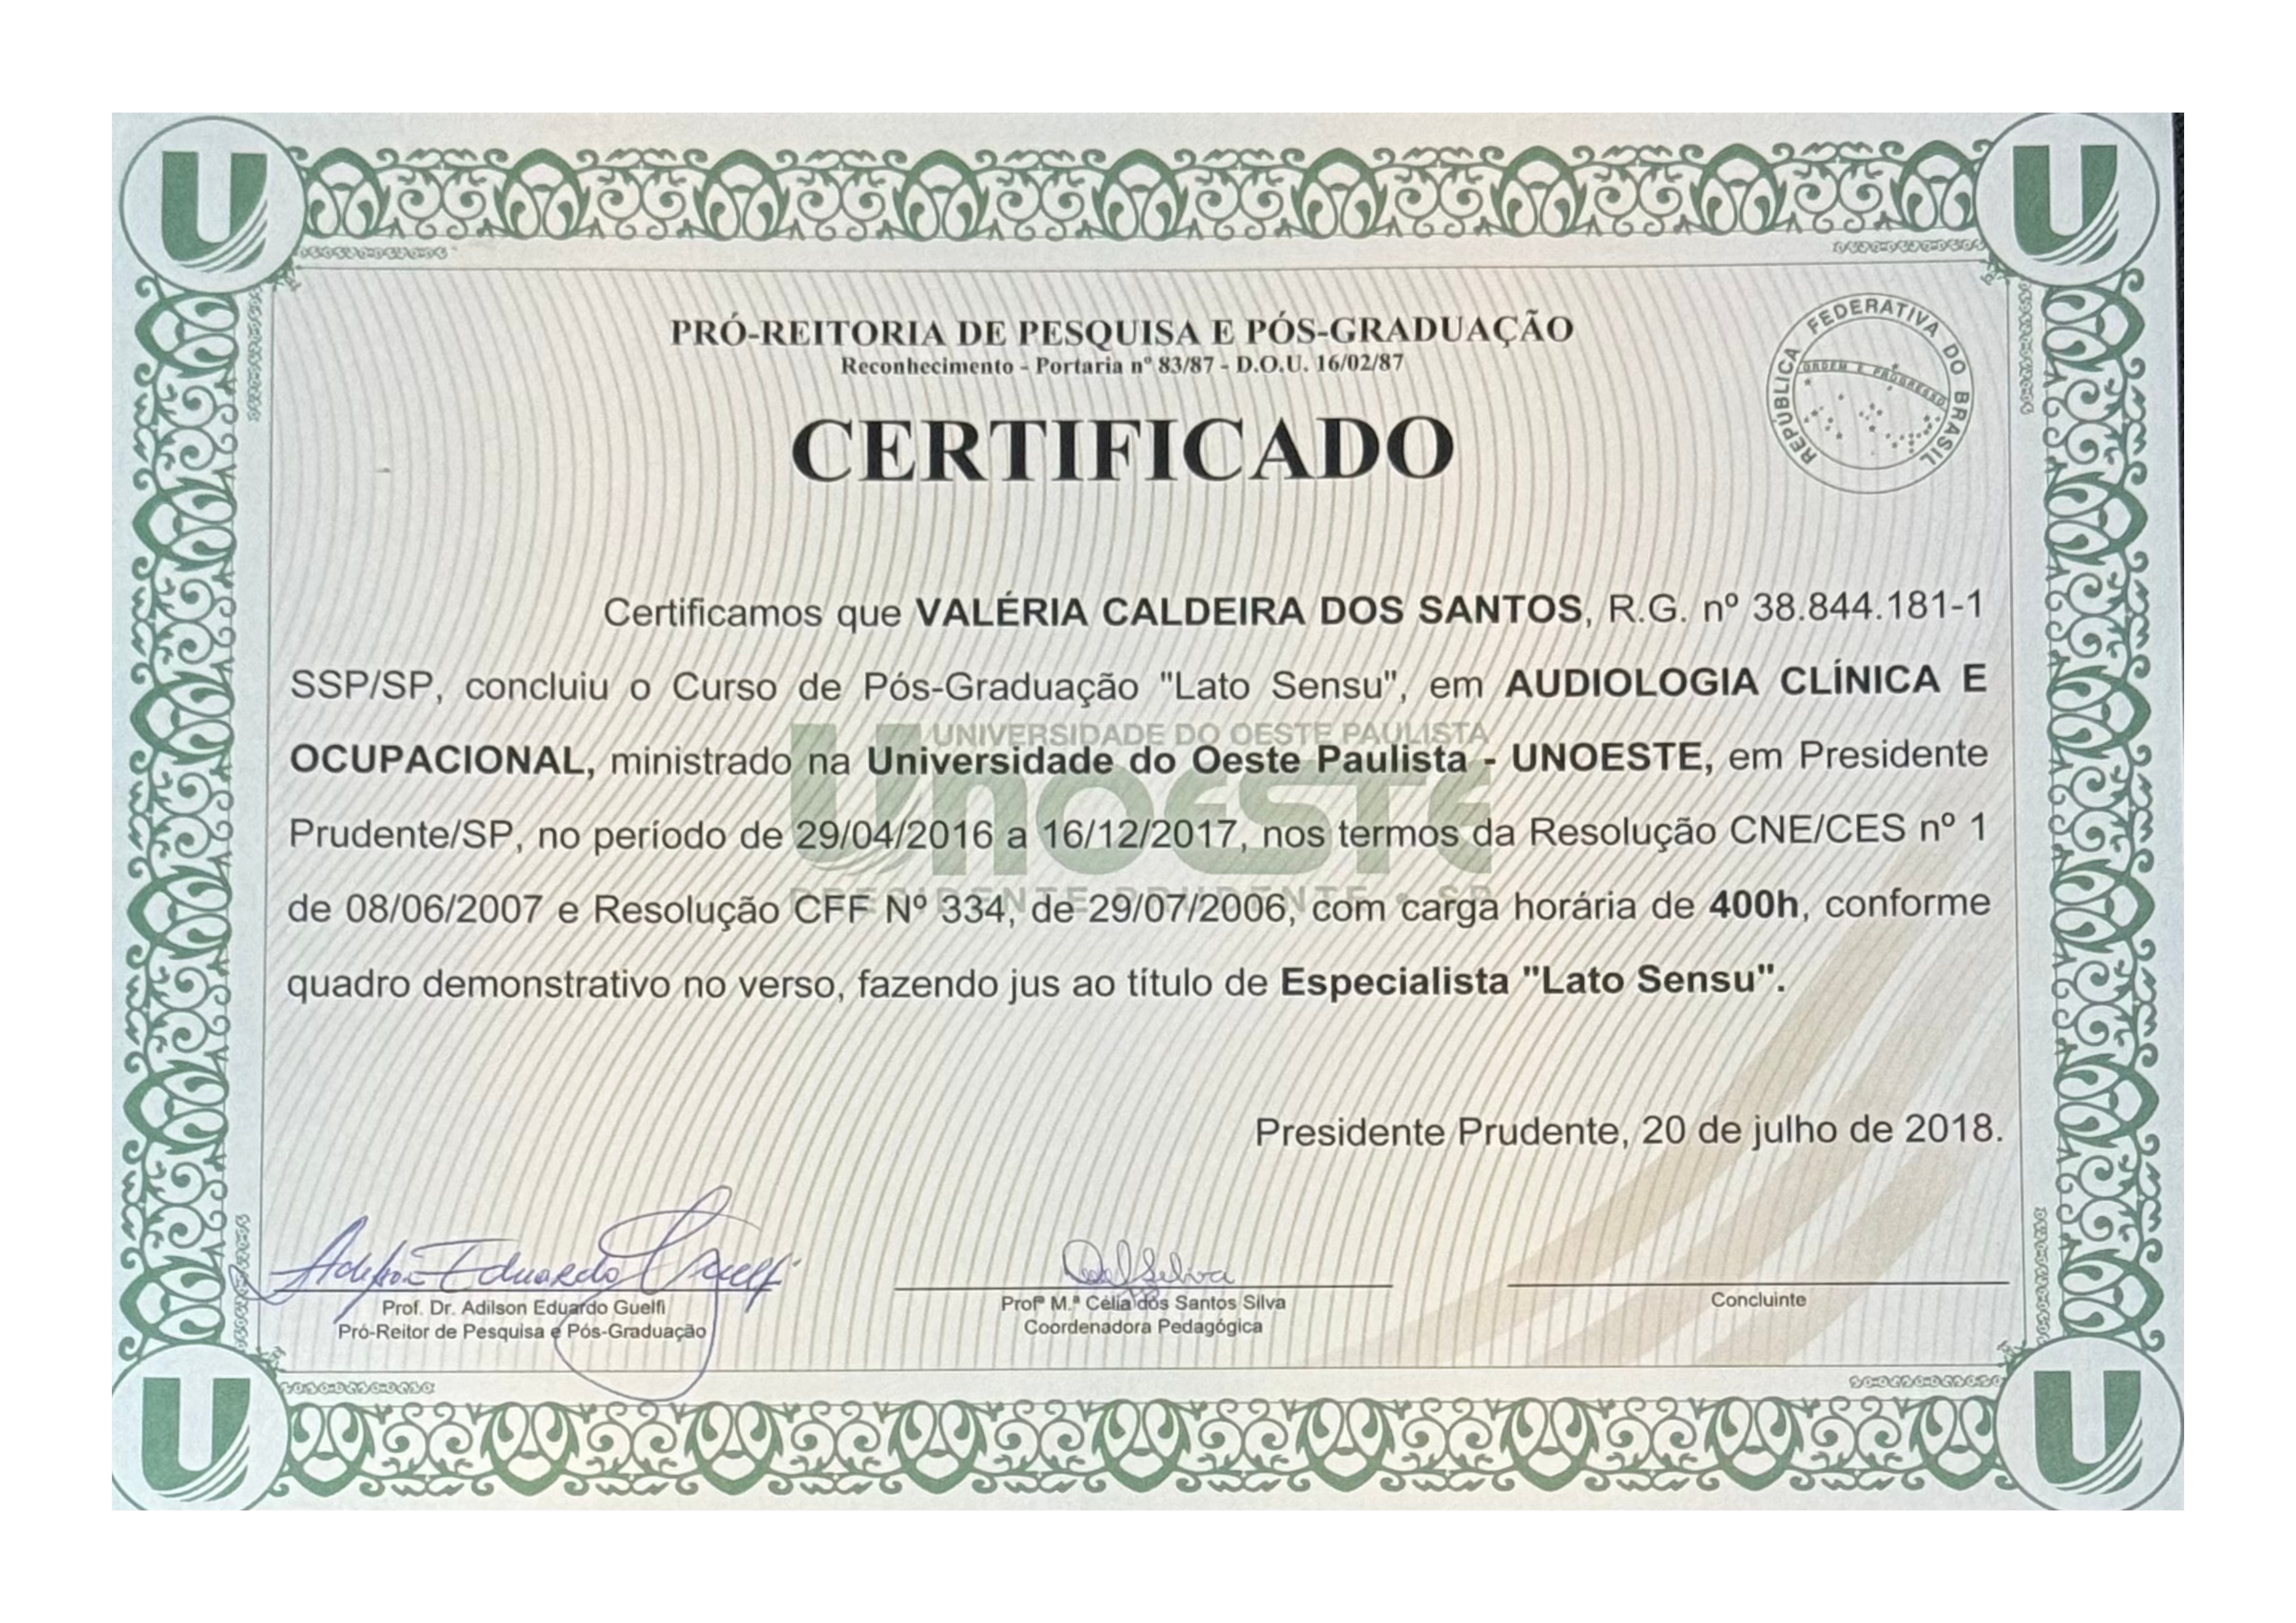 PRÓ-REITORIA DE PESQUISA E PÓS-GRADUAÇÃO
Reconhecimento - Portaria nº 83/87 - D.O.U. 16/02/87
REPÚBLICA FEDERATIVA DO BRASIL
ORDEM E PROGRESSO
CERTIFICADO
Certificamos que VALÉRIA CALDEIRA DOS SANTOS, R.G. nº 38.844.181-1
SSP/SP, concluiu o Curso de Pós-Graduação "Lato Sensu", em AUDIOLOGIA CLÍNICA E
UNIVERSIDADE DO OESTE PAULISTA
OCUPACIONAL, ministrado na Universidade do Oeste Paulista - UNOESTE, em Presidente
UNOESTE
Prudente/SP, no período de 29/04/2016 a 16/12/2017, nos termos da Resolução CNE/CES nº 1
PRESIDENTE PRUDENTE • SP
de 08/06/2007 e Resolução CFF Nº 334, de 29/07/2006, com carga horária de 400h, conforme
quadro demonstrativo no verso, fazendo jus ao título de Especialista "Lato Sensu".
Presidente Prudente, 20 de julho de 2018.
Adilson Eduardo Guelfi
Prof. Dr. Adilson Eduardo Guelfi
Pró-Reitor de Pesquisa e Pós-Graduação
Profª M.ª Célia dos Santos Silva
Coordenadora Pedagógica
Concluinte